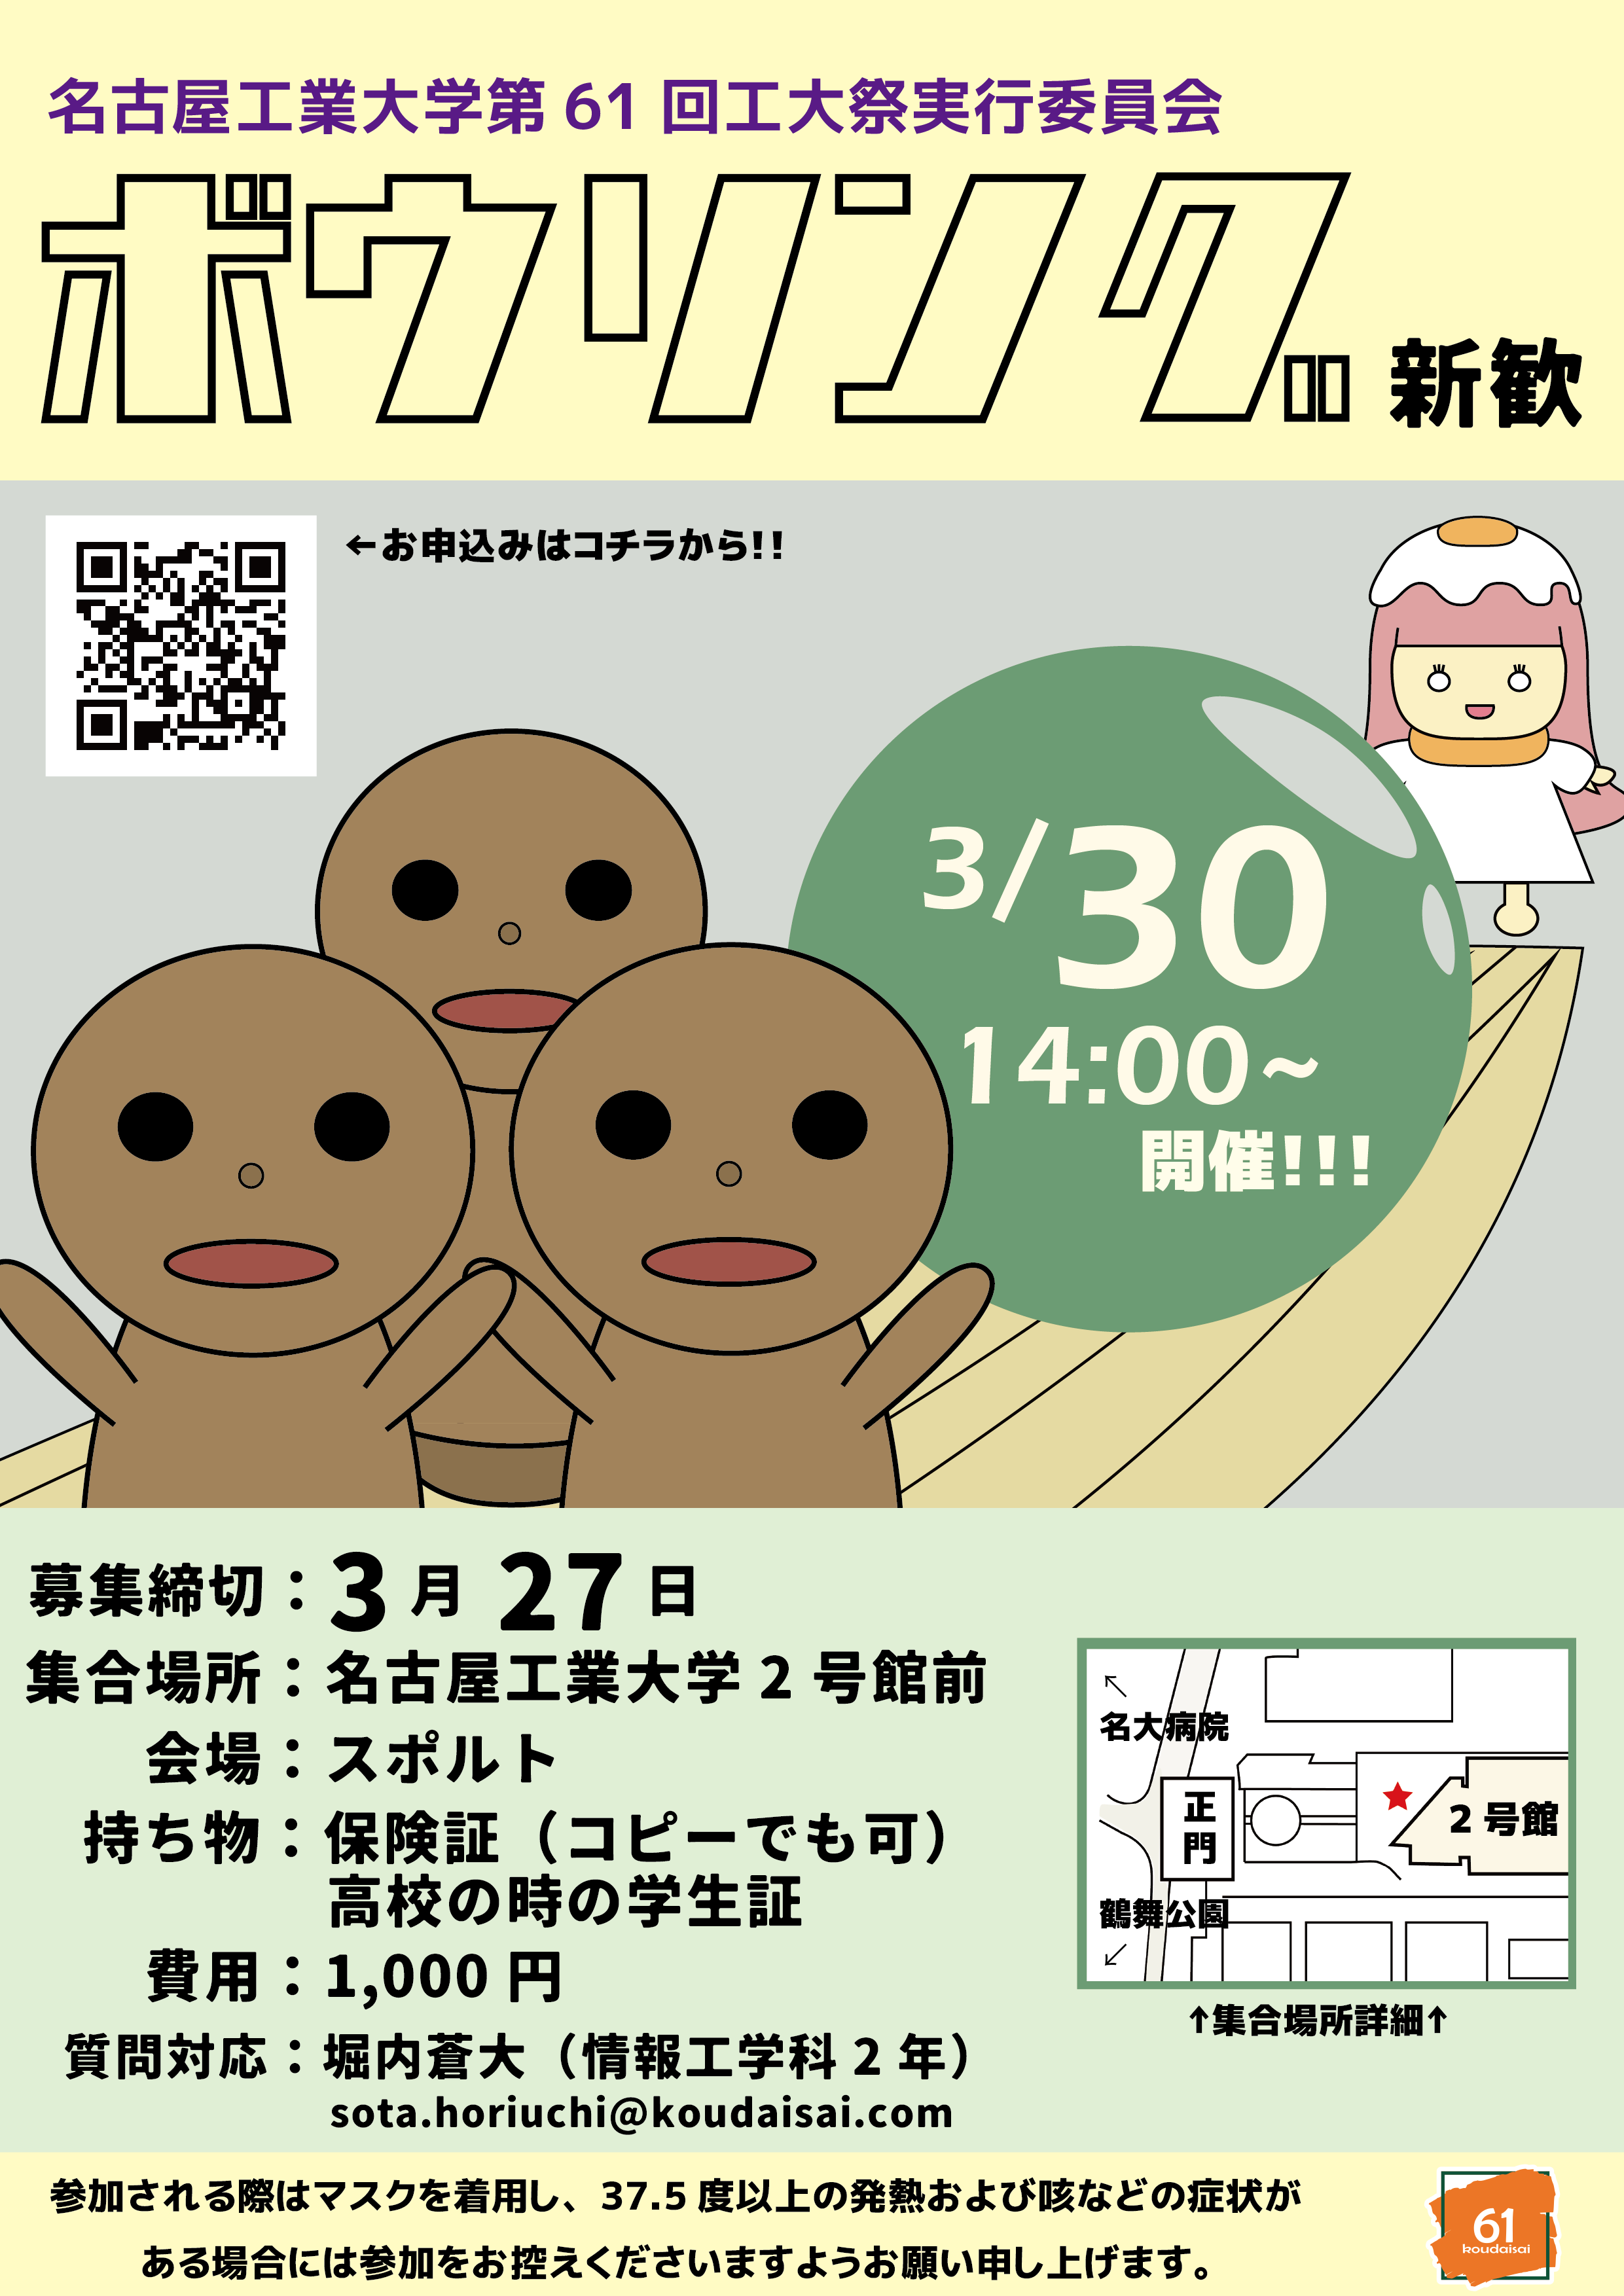 名古屋工業大学第61回工大祭実行委員会
ボウリング
新歓
←お申込みはコチラから!!
3/30
14:00~
開催!!!
募集締切：3月27日
集合場所：名古屋工業大学2号館前
会場：スポルト
持ち物：保険証（コピーでも可）
高校の時の学生証
費用：1,000円
質問対応：堀内蒼大（情報工学科2年）
sota.horiuchi@koudaisai.com
↖
名大病院
正門
2号館
鶴舞公園
↙
↑集合場所詳細↑
参加される際はマスクを着用し、37.5度以上の発熱および咳などの症状が
ある場合には参加をお控えくださいますようお願い申し上げます。
61
koudaisai